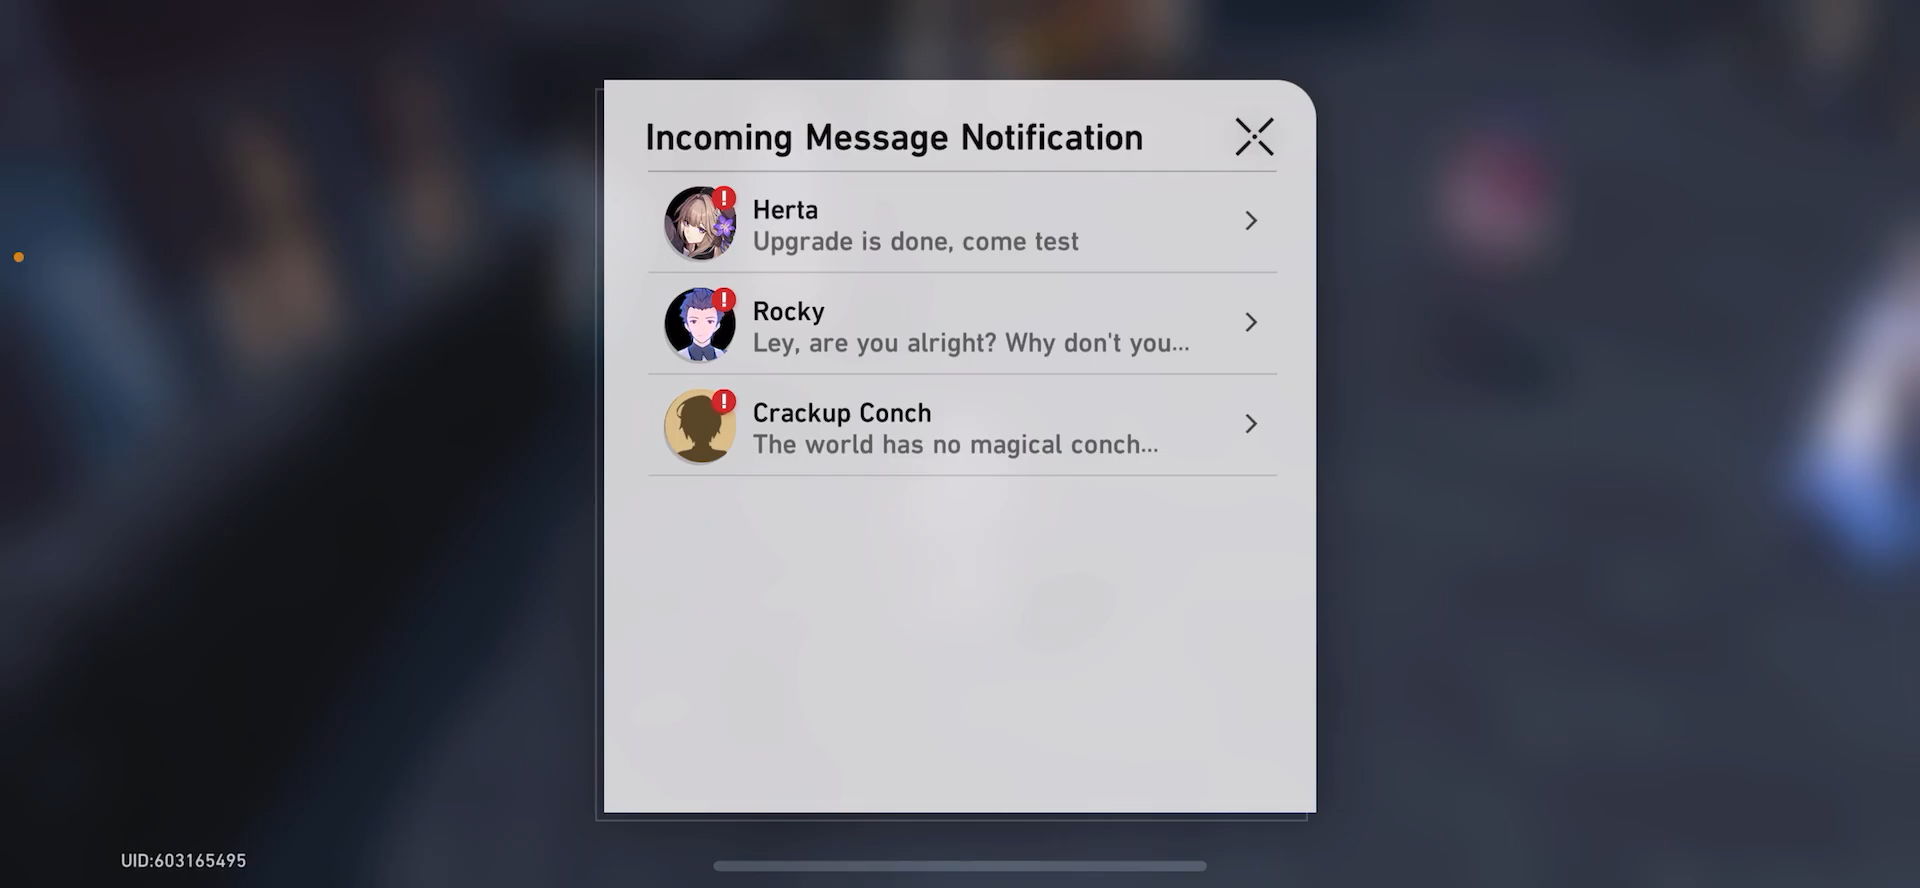 Incoming Message Notification
Herta
Upgrade is done, come test
Rocky
Ley, are you alright? Why don't you...
Crackup Conch
The world has no magical conch...
UID:603165495